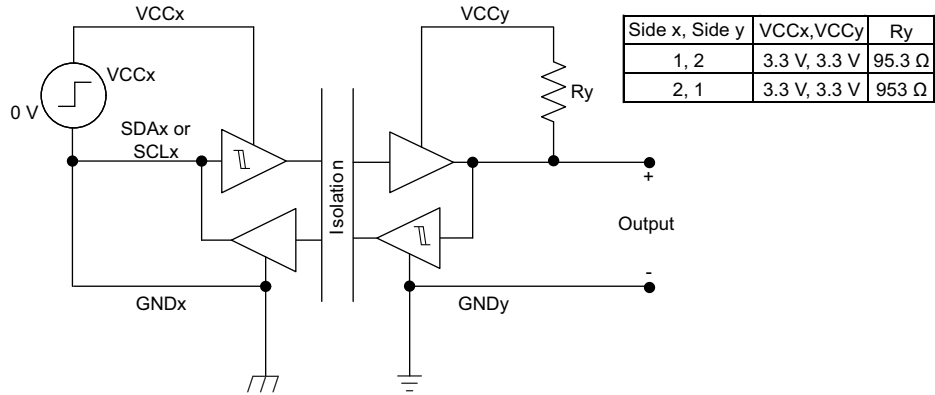 VCCx
VCCy
Side x, Side y VCCx,VCCy Ry
1, 2 3.3 V, 3.3 V 95.3 Ω
2, 1 3.3 V, 3.3 V 953 Ω
VCCx
0 V
SDAx or
SCLx
Isolation
Ry
+
Output
-
GNDx
GNDy